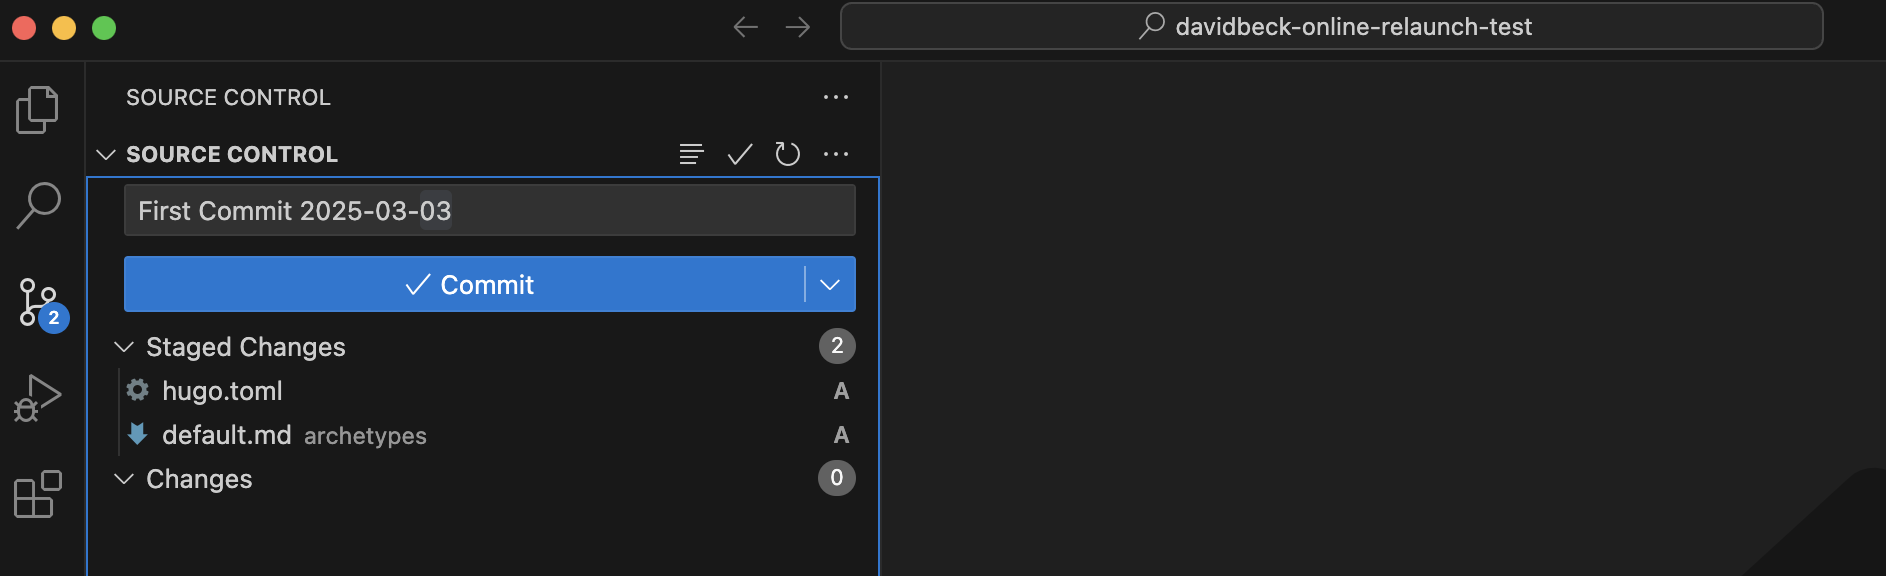 davidbeck-online-relaunch-test
SOURCE CONTROL
SOURCE CONTROL
First Commit 2025-03-03
Commit
2
Staged Changes 2
hugo.toml A
default.md archetypes A
Changes 0